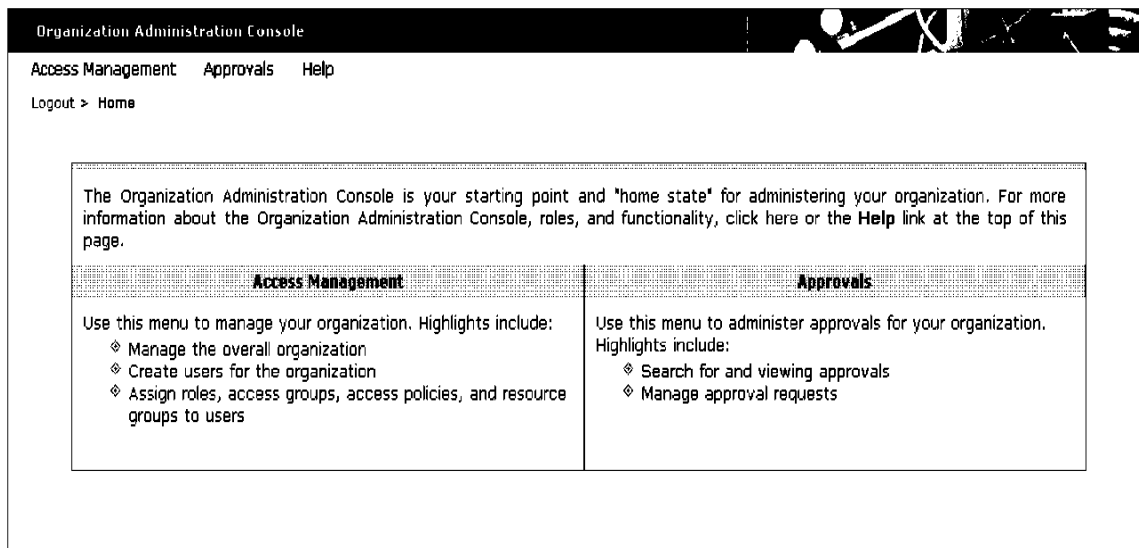 Organization Administration Console
Access Management Approvals Help
Logout > Home
The Organization Administration Console is your starting point and "home state" for administering your organization. For more
information about the Organization Administration Console, roles, and functionality, click here or the Help link at the top of this
page.
Access Management
Use this menu to manage your organization. Highlights include:
Manage the overall organization
Create users for the organization
Assign roles, access groups, access policies, and resource
groups to users
Approvals
Use this menu to administer approvals for your organization.
Highlights include:
Search for and viewing approvals
Manage approval requests